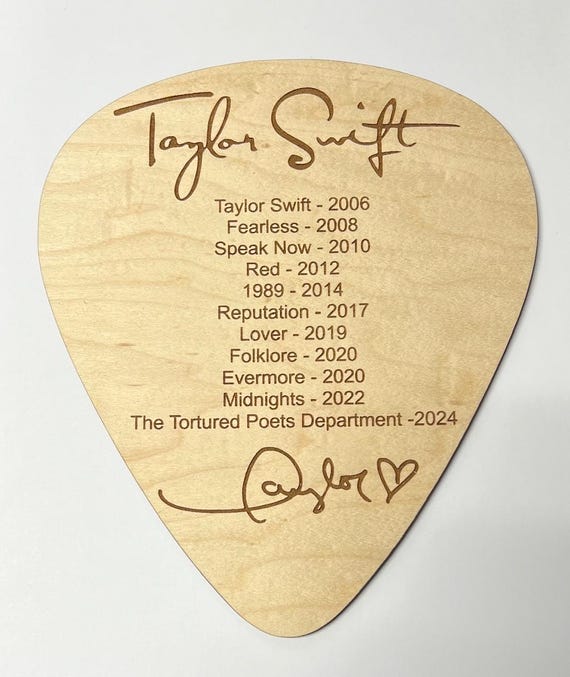 Taylor Swift
Taylor Swift - 2006
Fearless - 2008
Speak Now - 2010
Red - 2012
1989 - 2014
Reputation - 2017
Lover - 2019
Folklore - 2020
Evermore - 2020
Midnights - 2022
The Tortured Poets Department -2024
Taylor